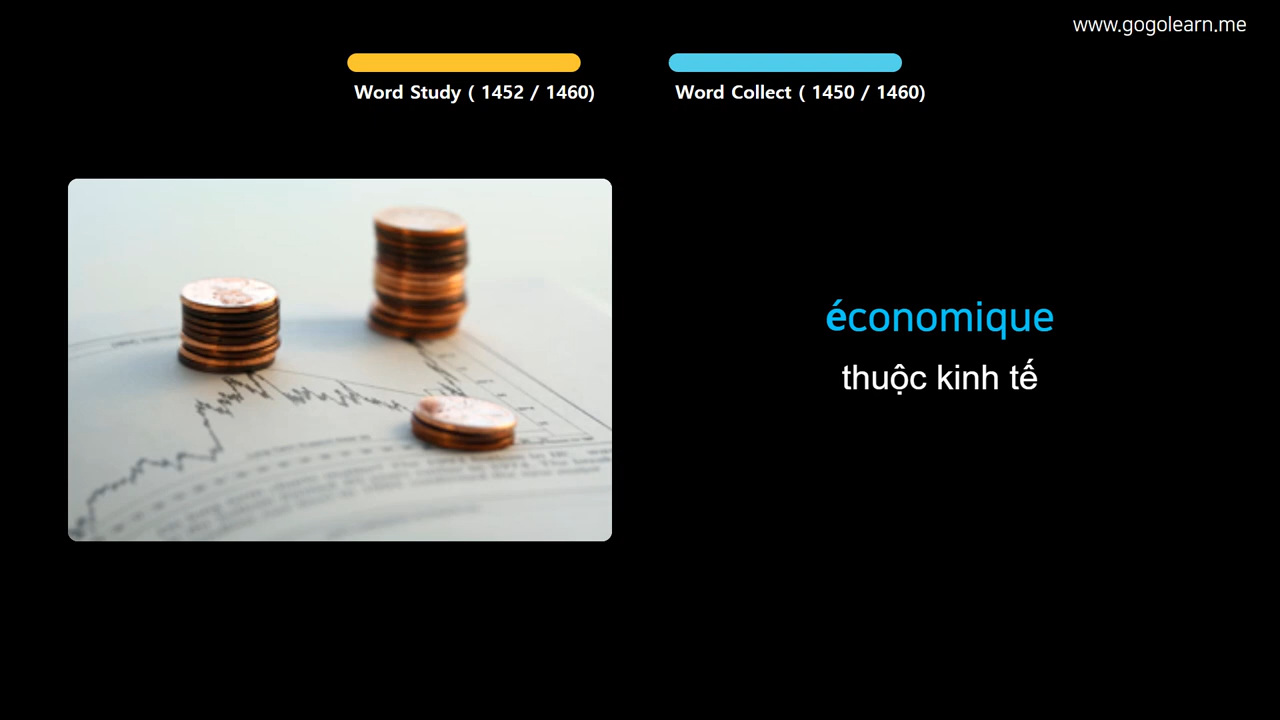 www.gogolearn.me
Word Study ( 1452 / 1460)
Word Collect ( 1450 / 1460)
économique
thuộc kinh tế